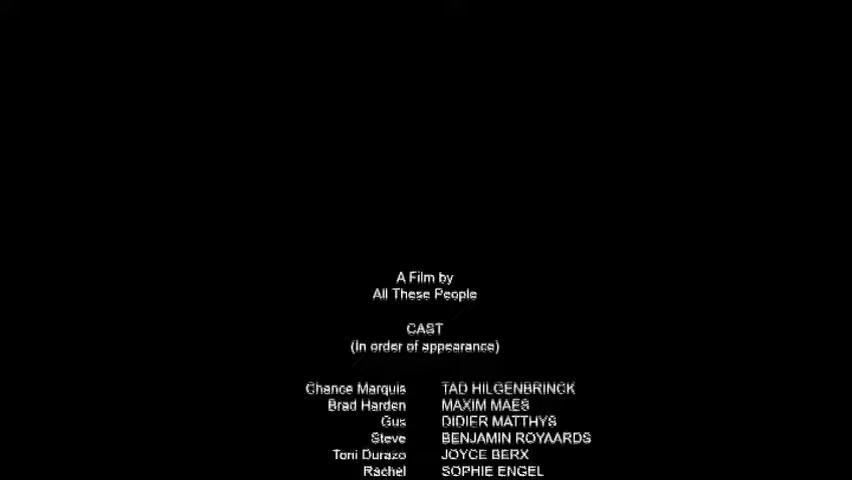 A Film by
All These People
CAST
(In order of appearance)
Chance Marquis TAD HILGENBRINCK
Brad Harden MAXIM MAES
Gus DIDIER MATTHYS
Steve BENJAMIN ROYAARDS
Toni Durazo JOYCE BERX
Rachel SOPHIE ENGEL